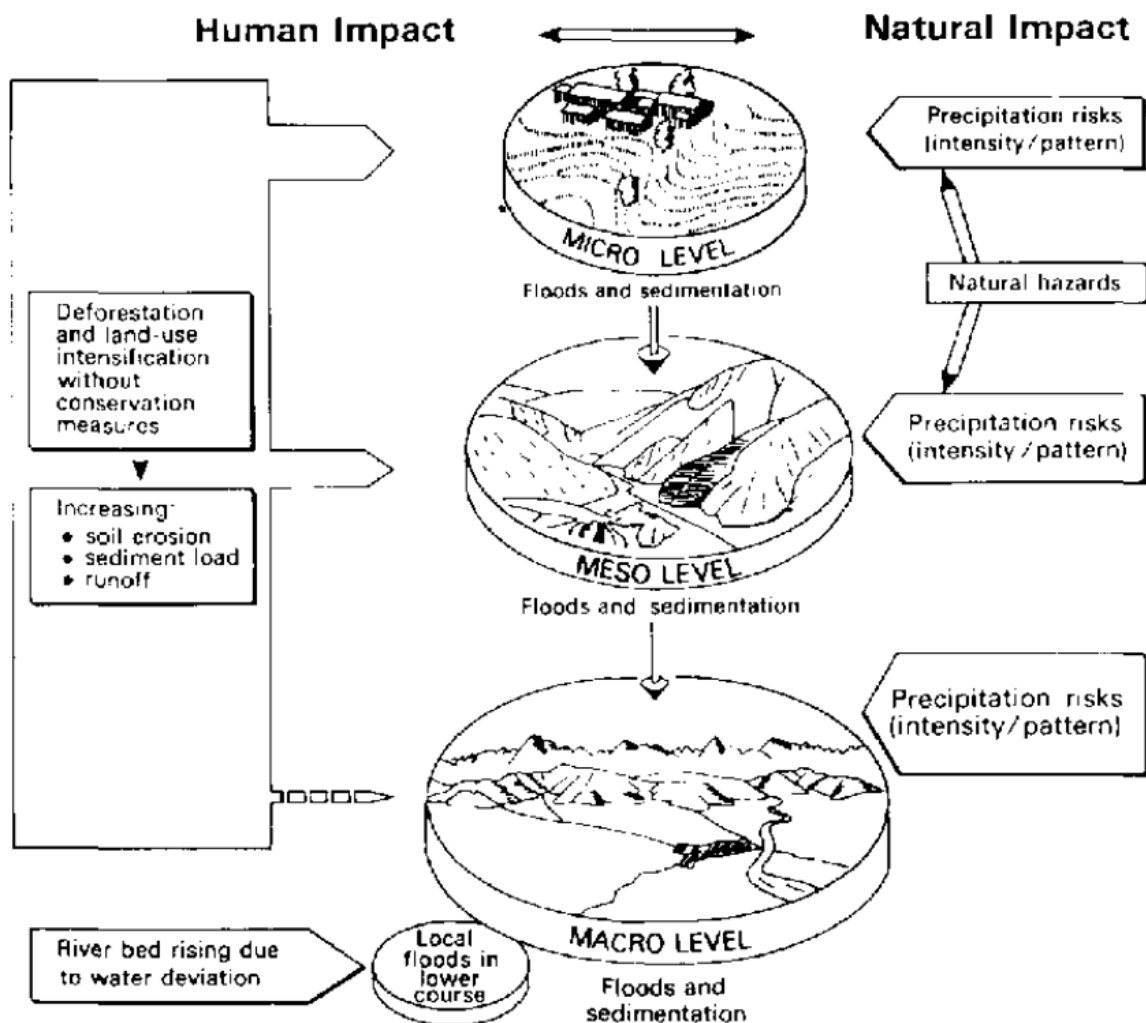 Human Impact
Natural Impact
Precipitation risks
(intensity/pattern)
MICRO LEVEL
Floods and sedimentation
Natural hazards
Deforestation
and land-use
intensification
without
conservation
measures
Precipitation risks
(intensity/pattern)
Increasing:
• soil erosion
• sediment load
• runoff
MESO LEVEL
Floods and sedimentation
Precipitation risks
(intensity/pattern)
MACRO LEVEL
River bed rising due
to water deviation
Local
floods in
lower
course
Floods and
sedimentation